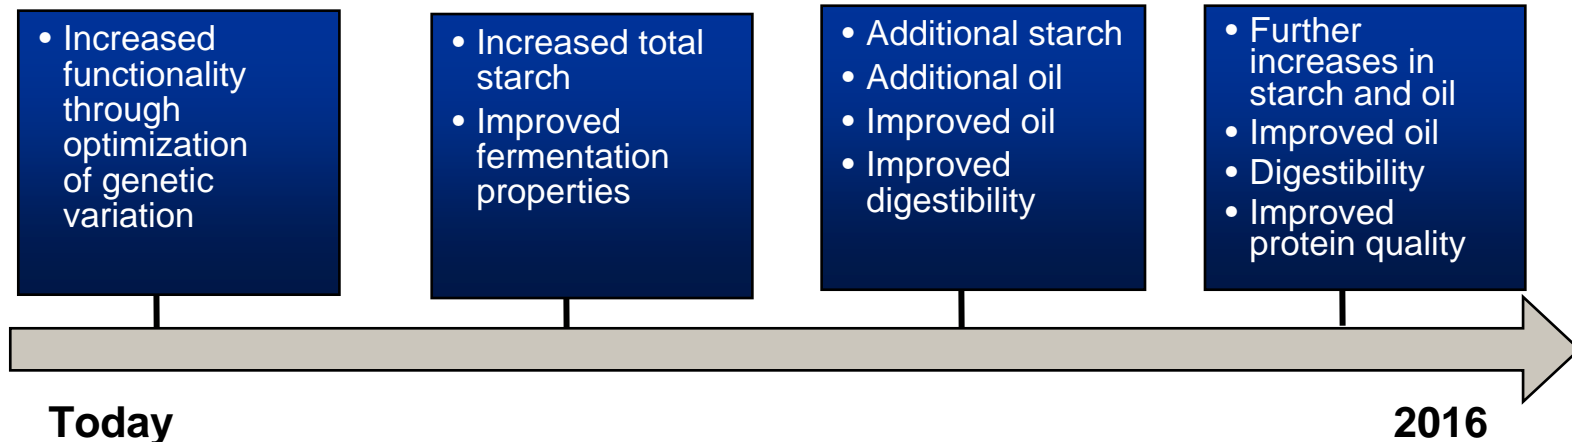 • Increased
functionality
through
optimization
of genetic
variation
• Increased total
starch
• Improved
fermentation
properties
• Additional starch
• Additional oil
• Improved oil
• Improved
digestibility
• Further
increases in
starch and oil
• Improved oil
• Digestibility
• Improved
protein quality
Today
2016